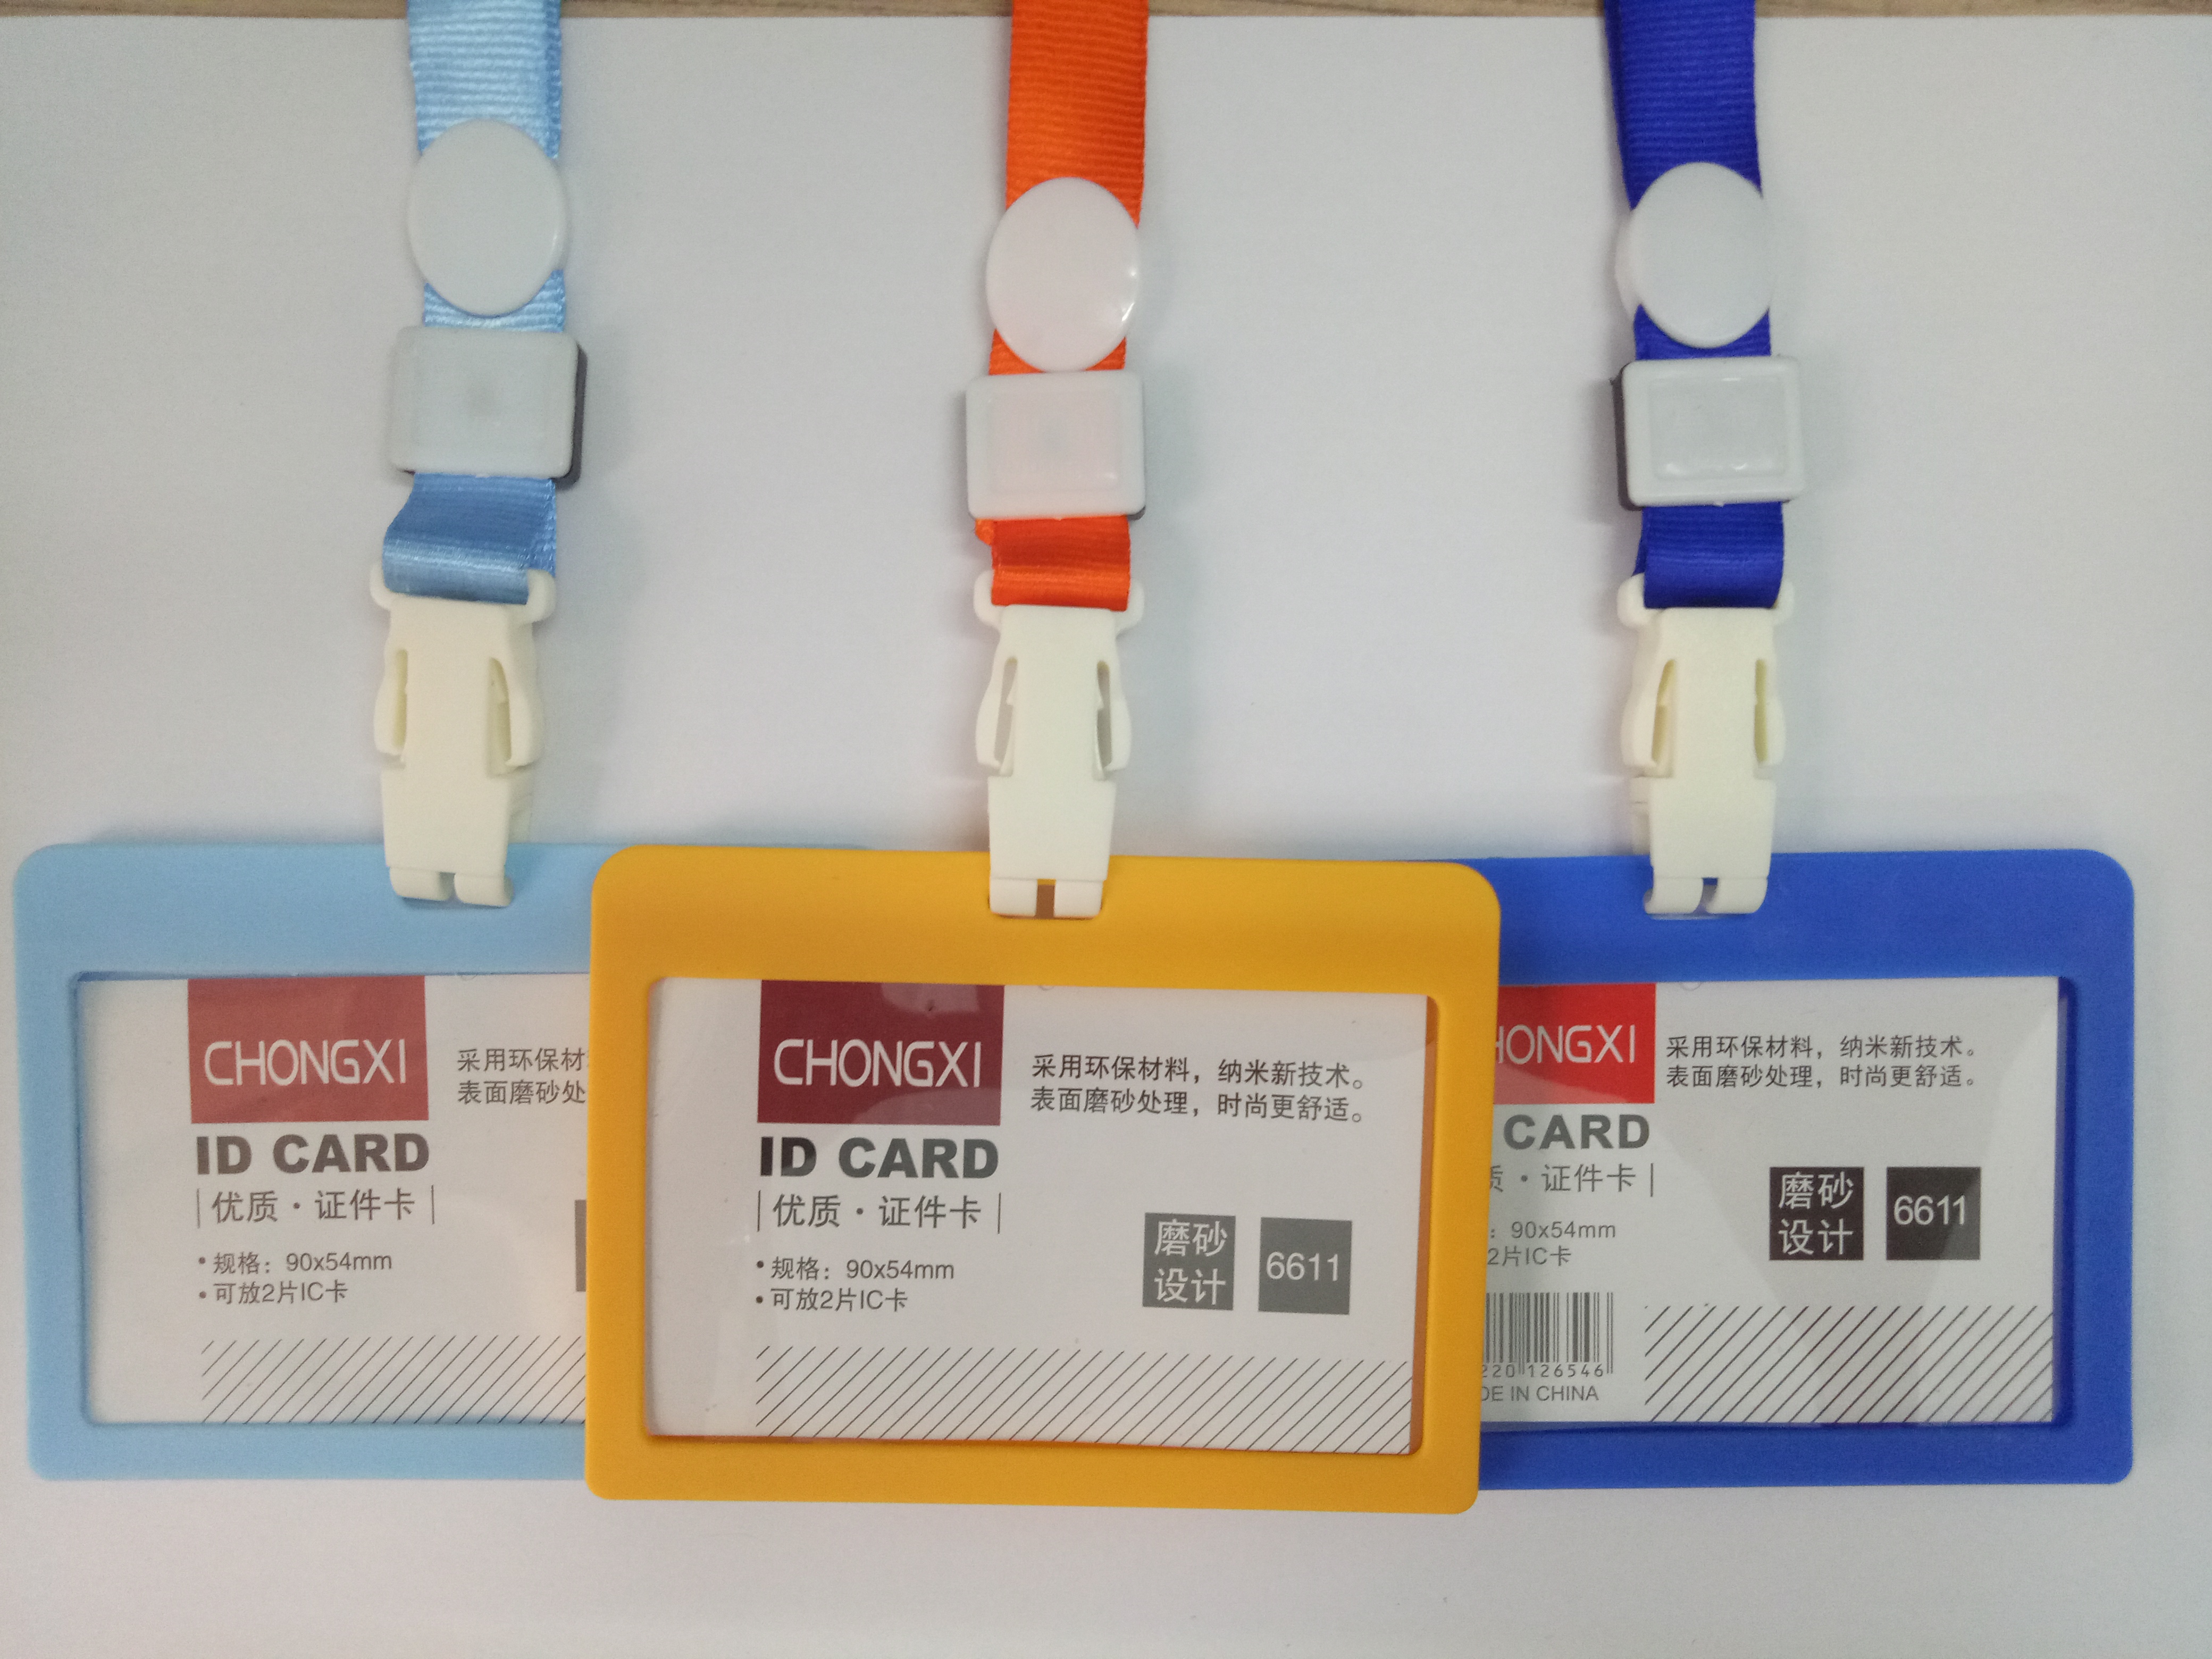 CHONGXI
采用环保材
表面磨砂处
ID CARD
优质·证件卡
•规格：90x54mm
•可放2片IC卡
CHONGXI
采用环保材料，纳米新技术。
表面磨砂处理，时尚更舒适。
ID CARD
优质·证件卡
•规格：90x54mm
•可放2片IC卡
磨砂
设计
6611
HONGXI
采用环保材料，纳米新技术。
表面磨砂处理，时尚更舒适。
CARD
质·证件卡
：90x54mm
2片IC卡
磨砂
设计
6611
220 126546
DE IN CHINA